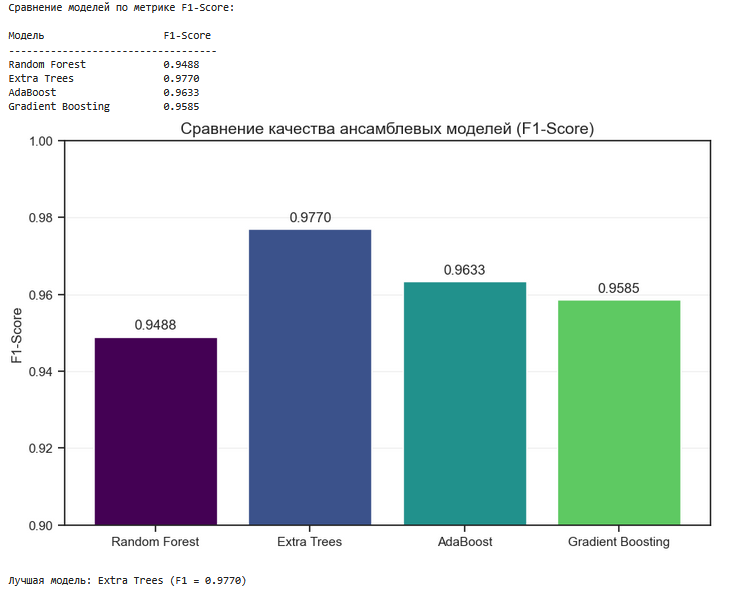 Сравнение моделей по метрике F1-Score:
Модель F1-Score
----------------------------------
Random Forest 0.9488
Extra Trees 0.9770
AdaBoost 0.9633
Gradient Boosting 0.9585
Сравнение качества ансамблевых моделей (F1-Score)
1.00
0.98
0.96
0.94
0.92
0.90
F1-Score
0.9488
0.9770
0.9633
0.9585
Random Forest
Extra Trees
AdaBoost
Gradient Boosting
Лучшая модель: Extra Trees (F1 = 0.9770)